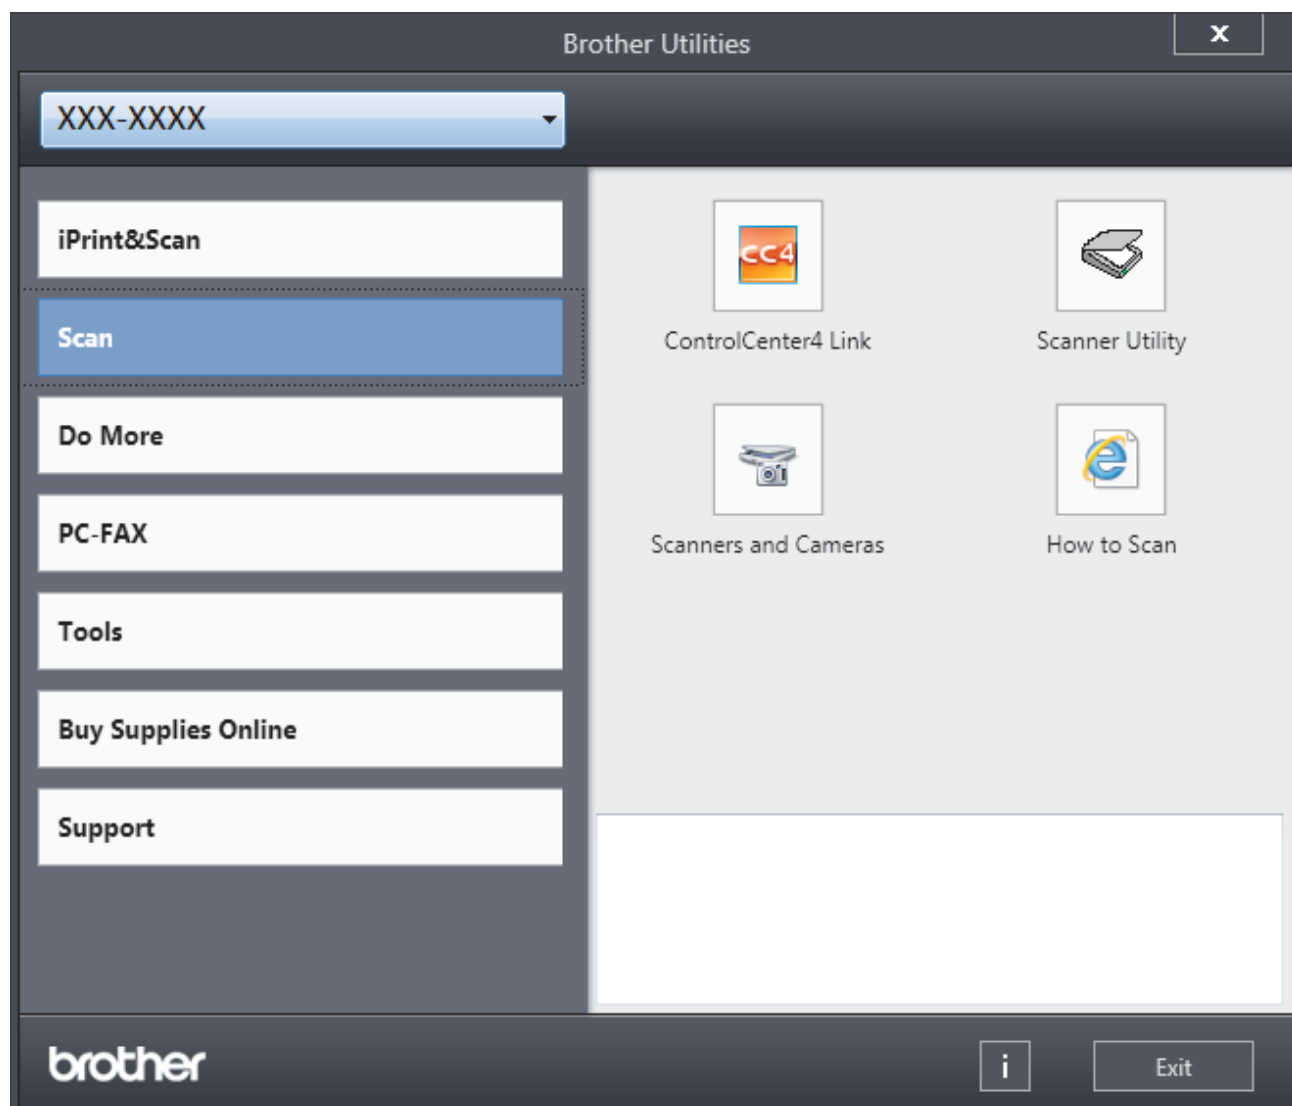 Brother Utilities
x
XXX-XXXX
iPrint&Scan
Scan
Do More
PC-FAX
Tools
Buy Supplies Online
Support
CC4
ControlCenter4 Link
Scanner Utility
Scanners and Cameras
How to Scan
brother
i
Exit